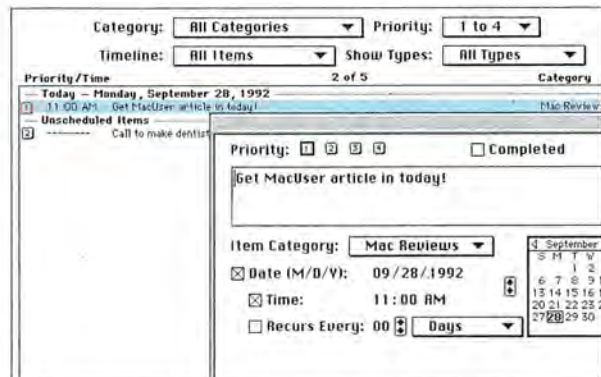 Category: All Categories Priority: 1 to 4
Timeline: All Items Show Types: All Types
Priority/Time 2 of 5 Category
Today – Monday, September 28, 1992
1 11:00 AM Get MacUser article in today! Mac Reviews
Unscheduled Items
2 -------- Call to make dentist
Priority: 1 2 3 4 Completed
Get MacUser article in today!
Item Category: Mac Reviews
Date (M/D/Y): 09/28/1992
Time: 11:00 AM
Recurs Every: 00 Days
September
S M T W
1 2
6 7 8 9
13 14 15 16
20 21 22 23
27 28 29 30